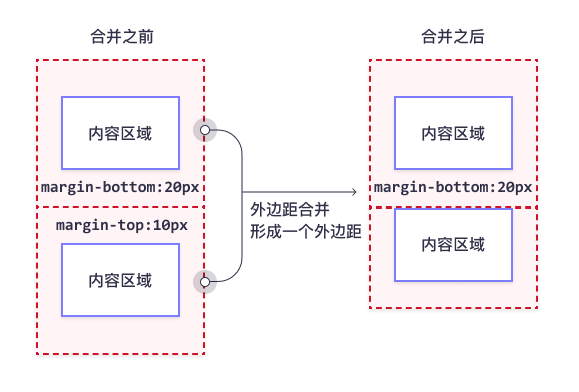 合并之前
内容区域
margin-bottom:20px
margin-top:10px
内容区域
外边距合并
形成一个外边距
合并之后
内容区域
margin-bottom:20px
内容区域